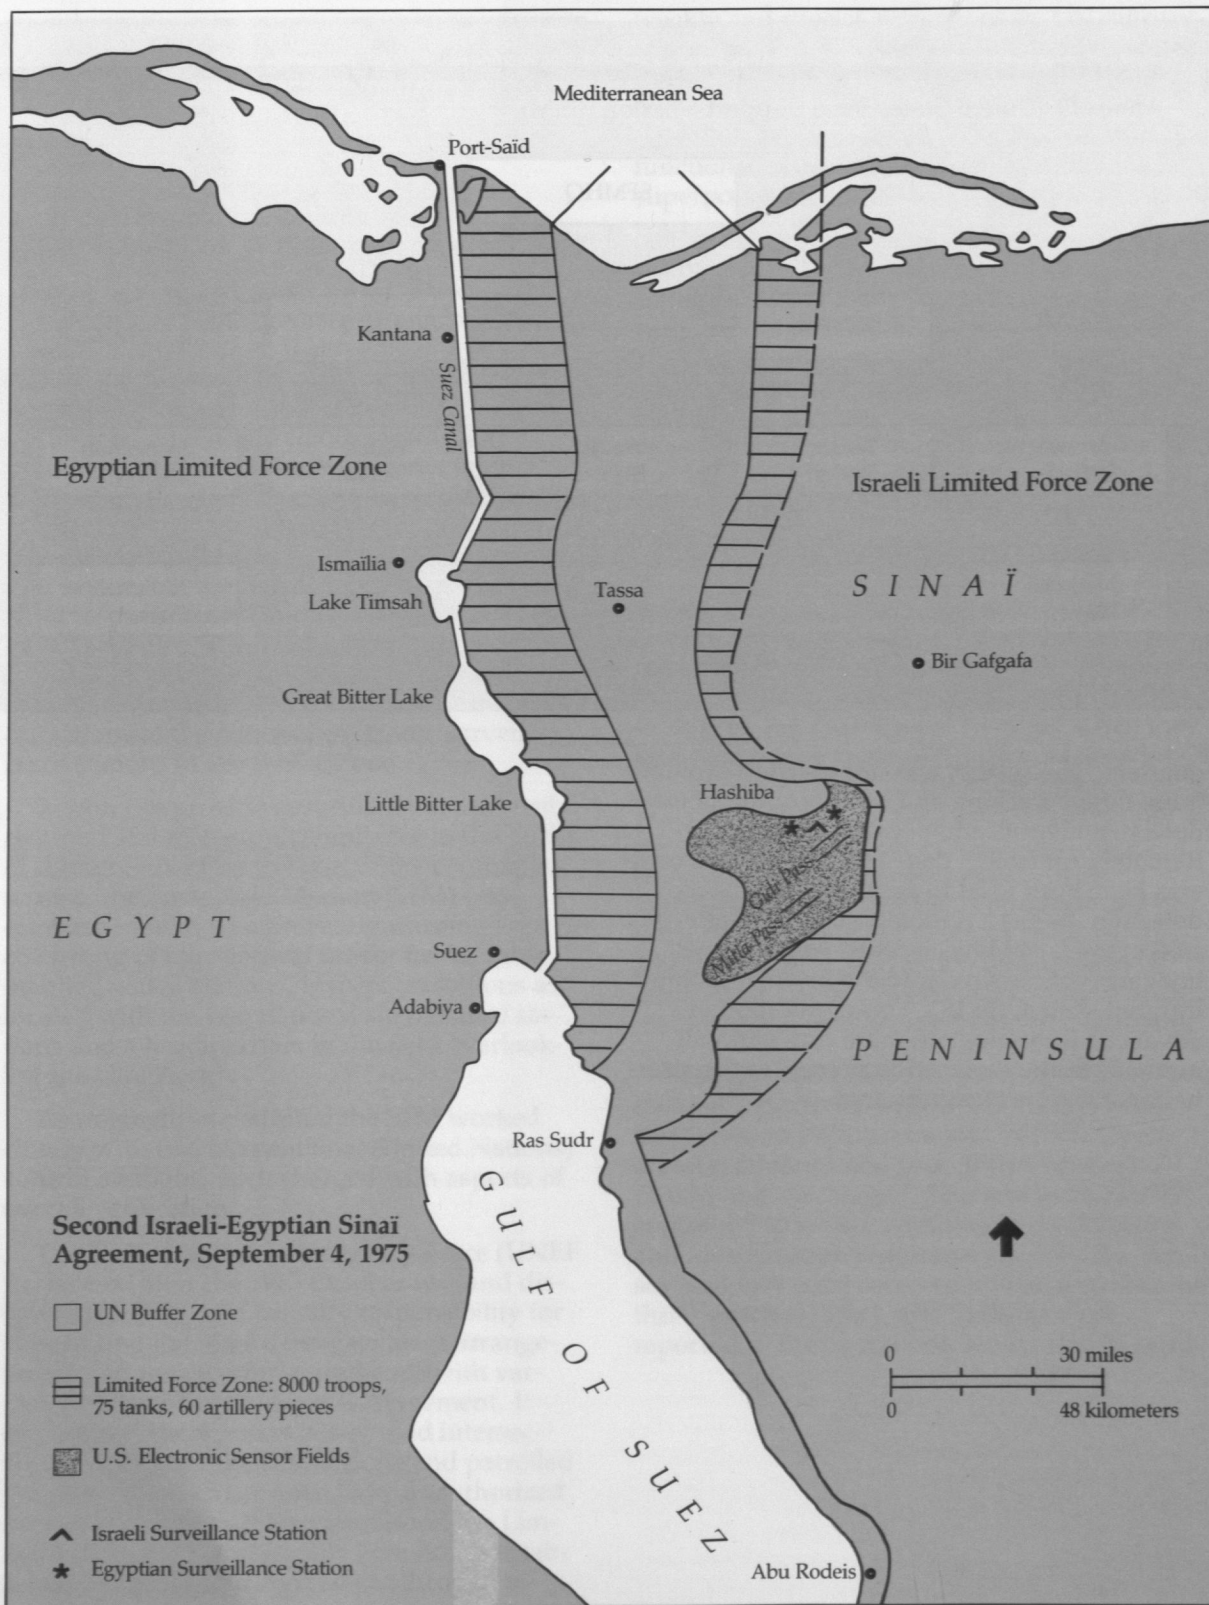 Mediterranean Sea
Port-Saïd
Kantana
Suez Canal
Egyptian Limited Force Zone
Israeli Limited Force Zone
Ismaïlia
Lake Timsah
Tassa
SINAÏ
Bir Gafgafa
Great Bitter Lake
Hashiba
Little Bitter Lake
Gidi Pass
Mitla Pass
EGYPT
Suez
Adabiya
PENINSULA
Ras Sudr
GULF OF SUEZ
Second Israeli-Egyptian Sinaï
Agreement, September 4, 1975
UN Buffer Zone
Limited Force Zone: 8000 troops,
75 tanks, 60 artillery pieces
U.S. Electronic Sensor Fields
Israeli Surveillance Station
Egyptian Surveillance Station
0 30 miles
0 48 kilometers
Abu Rodeis